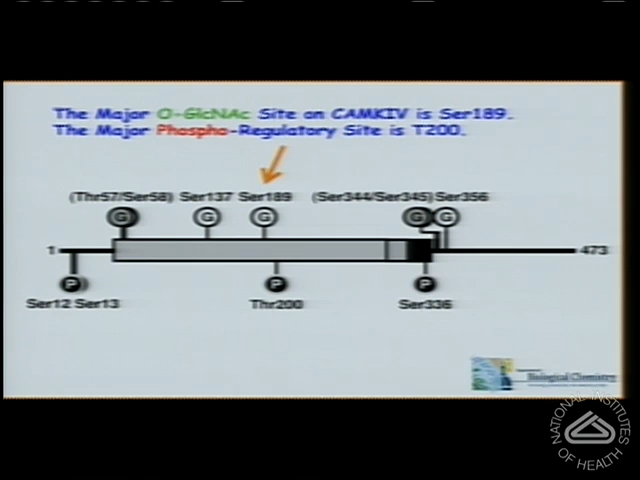 The Major O-GlcNAc Site on CAMKIV is Ser189.
The Major Phospho-Regulatory Site is T200.
(Thr57/Ser58) Ser137 Ser189 (Ser344/Ser345) Ser356
G G G G G
1 473
P P P
Ser12 Ser13 Thr200 Ser336
Biological Chemistry
NATIONAL INSTITUTES OF HEALTH